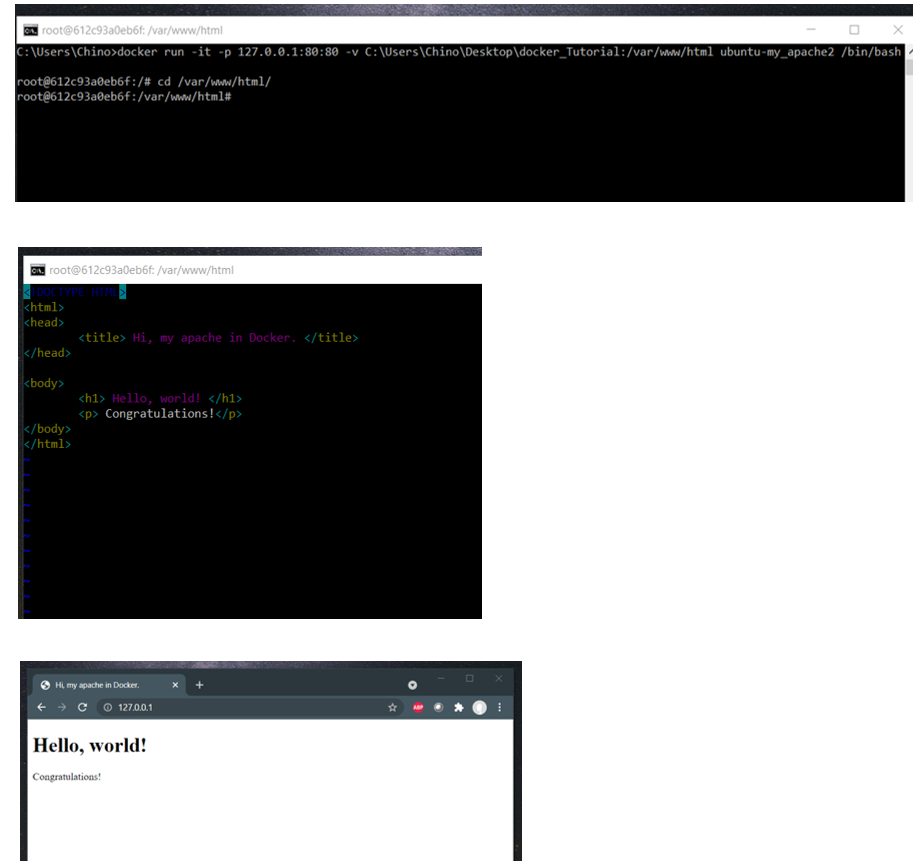 root@612c93a0eb6f: /var/www/html
C:\Users\Chino>docker run -it -p 127.0.0.1:80:80 -v C:\Users\Chino\Desktop\docker_Tutorial:/var/www/html ubuntu-my_apache2 /bin/bash
root@612c93a0eb6f:/# cd /var/www/html/
root@612c93a0eb6f:/var/www/html#
root@612c93a0eb6f: /var/www/html
<!DOCTYPE HTML>
<html>
<head>
<title> Hi, my apache in Docker. </title>
</head>
<body>
<h1> Hello, world! </h1>
<p> Congratulations!</p>
</body>
</html>
~
~
~
~
~
~
~
~
~
~
~
Hi, my apache in Docker.
127.0.0.1
ABP
Hello, world!
Congratulations!